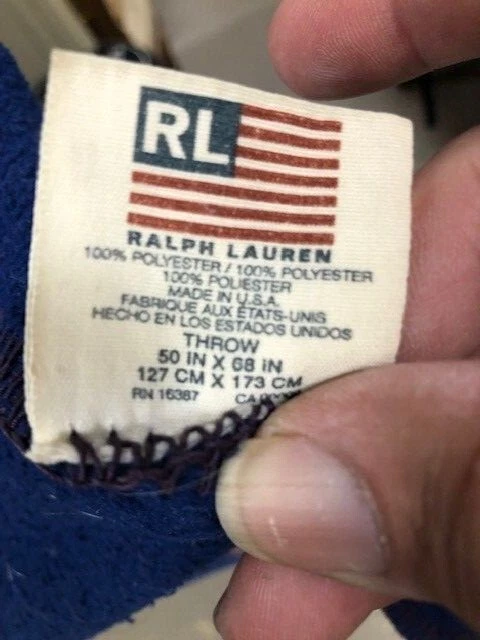 RL
RALPH LAUREN
100% POLYESTER / 100% POLYESTER
100% POLIESTER
MADE IN U.S.A.
FABRIQUE AUX ÉTATS-UNIS
HECHO EN LOS ESTADOS UNIDOS
THROW
50 IN X 68 IN
127 CM X 173 CM
RN 16387